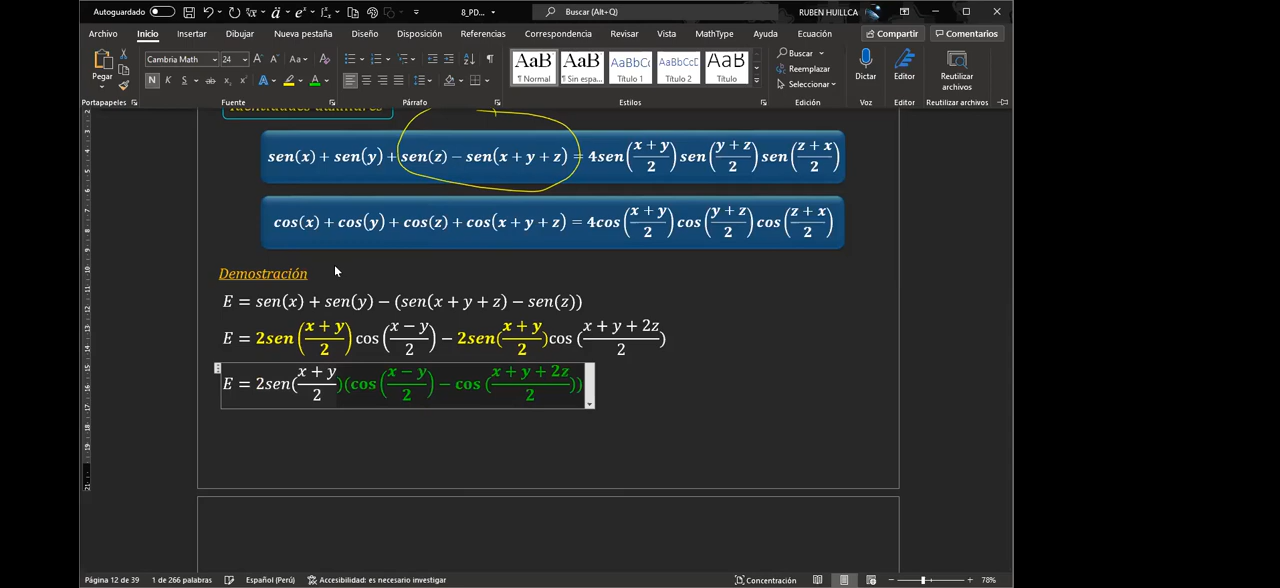 Autoguardado
8_PD...
Buscar (Alt+Q)
RUBEN HUILLCA
Archivo Inicio Insertar Dibujar Nueva pestaña Diseño Disposición Referencias Correspondencia Revisar Vista MathType Ayuda Ecuación Compartir Comentarios
Pegar
Cambria Math 24
N K S
AaB AaBb AaBbC AaBbCcD AaB
¶ Normal ¶ Sin espa... Título 1 Título 2 Título
Buscar
Reemplazar
Seleccionar
Dictar
Editor
Reutilizar archivos
Portapapeles Fuente Párrafo Estilos Edición Voz Editor Reutilizar archivos
sen(x) + sen(y) + sen(z) − sen(x + y + z) = 4sen((x + y)/2)sen((y + z)/2)sen((z + x)/2)
cos(x) + cos(y) + cos(z) + cos(x + y + z) = 4cos((x + y)/2)cos((y + z)/2)cos((z + x)/2)
Demostración
E = sen(x) + sen(y) − (sen(x + y + z) − sen(z))
E = 2sen((x + y)/2)cos((x − y)/2) − 2sen((x + y)/2)cos((x + y + 2z)/2)
E = 2sen((x + y)/2)(cos((x − y)/2) − cos((x + y + 2z)/2))
Página 12 de 39 1 de 266 palabras Español (Perú) Accesibilidad: es necesario investigar Concentración 78%